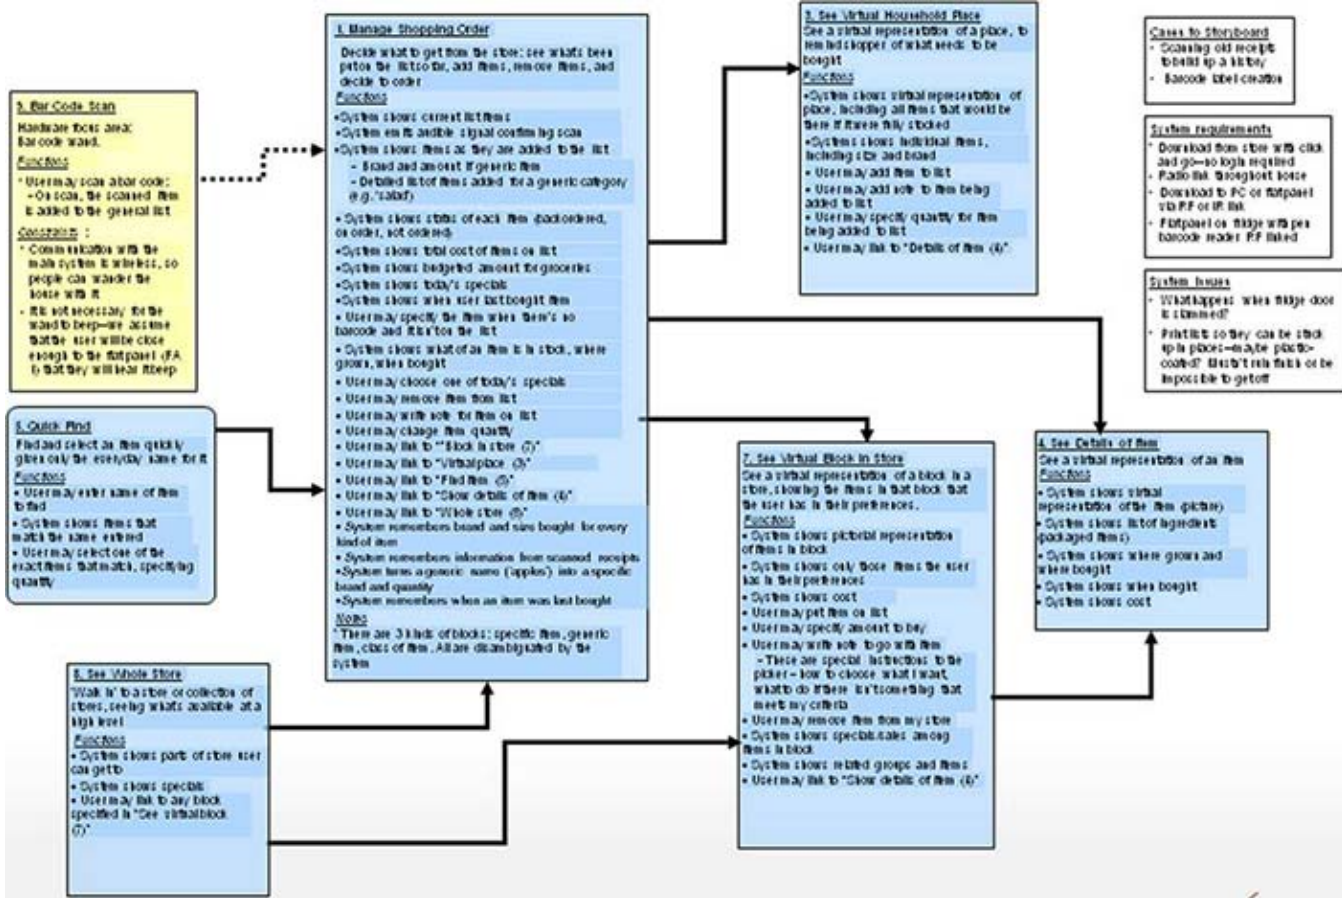 1. Manage Shopping Order
Decide what to get from the store: see what's been
put on the list so far, add items, remove items, and
decide to order
Functions
•System shows current list items
•System emits audible signal confirming scan
•System shows items as they are added to the list
– Brand and amount if generic item
– Detailed list of items added for a generic category
(e.g., "salad")
•System shows status of each item (backordered,
on order, not ordered)
•System shows total cost of items on list
•System shows budgeted amount for groceries
•System shows today's specials
•System shows when user last bought item
• User may specify the item when there's no
barcode and it isn't on the list
•System shows what of an item is in stock, where
grown, when bought
• User may choose one of today's specials
• User may remove item from list
• User may write note for item on list
• User may change item quantity
• User may link to ""Block in store (7)"
• User may link to "Virtual place (3)"
• User may link to "Find item (5)"
• User may link to "Show details of item (4)"
• User may link to "Whole store (6)"
• System remembers brand and size bought for every
kind of item
• System remembers information from scanned receipts
•System turns a generic name ('apples') into a specific
brand and quantity
•System remembers when an item was last bought
Notes
* There are 3 kinds of blocks: specific item, generic
item, class of item. All are disambiguated by the
system
Bar Code Scan
Hardware focus area:
Bar code wand.
Functions
* User may scan a bar code:
– On scan, the scanned item
is added to the general list
Constraints :
* Communication with the
main system is wireless, so
people can wander the
house with it
- It is not necessary for the
wand to beep—we assume
that the user will be close
enough to the flat panel (FA
1) that they will hear it beep
5. Quick Find
Find and select an item quickly
given only the everyday name for it
Functions
• User may enter name of item
to find
• System shows items that
match the name entered
• User may select one of the
exact items that match, specifying
quantity
See Whole Store
"Walk in" to a store or collection of
stores, seeing what's available at a
high level
Functions
• System shows parts of store user
can get to
• System shows specials
• User may link to any block
specified in "See virtual block
(7)"
3. See Virtual Household Place
See a virtual representation of a place, to
remind shopper of what needs to be
bought
Functions
•System shows virtual representation of
place, including all items that would be
there if it were fully stocked
•Systems shows individual items,
including size and brand
• User may add item to list
• User may add note to item being
added to list
• User may specify quantity for item
being added to list
• User may link to "Details of item (4)"
7. See Virtual Block in Store
See a virtual representation of a block in a
store, showing the items in that block that
the user has in their preferences.
Functions
• System shows pictorial representation
of items in block
• System shows only those items the user
has in their preferences
• System shows cost
• User may put item on list
• User may specify amount to buy
• User may write note to go with item
– These are special instructions to the
picker – how to choose what I want,
what to do if there isn't something that
meets my criteria
• User may remove item from my store
• System shows specials/sales among
items in block
• System shows related groups and items
• User may link to "Show details of item (4)"
4. See Details of Item
See a virtual representation of an item
Functions
• System shows virtual
representation of the item (picture)
• System shows list of ingredients
(packaged items)
• System shows where grown and
where bought
• System shows when bought
• System shows cost
Cases to Storyboard
- Scanning old receipts
to build up a history
- Barcode label creation
System requirements
* Download from store with click
and go—no login required
* Radio link throughout house
* Download to PC or flatpanel
via RF or IR link
* Flatpanel on fridge with pen
barcode reader RF linked
System Issues
* What happens when fridge door
is slammed?
* Print lists so they can be stuck
up in places—maybe plastic-
coated? Mustn't ruin finish or be
impossible to get off